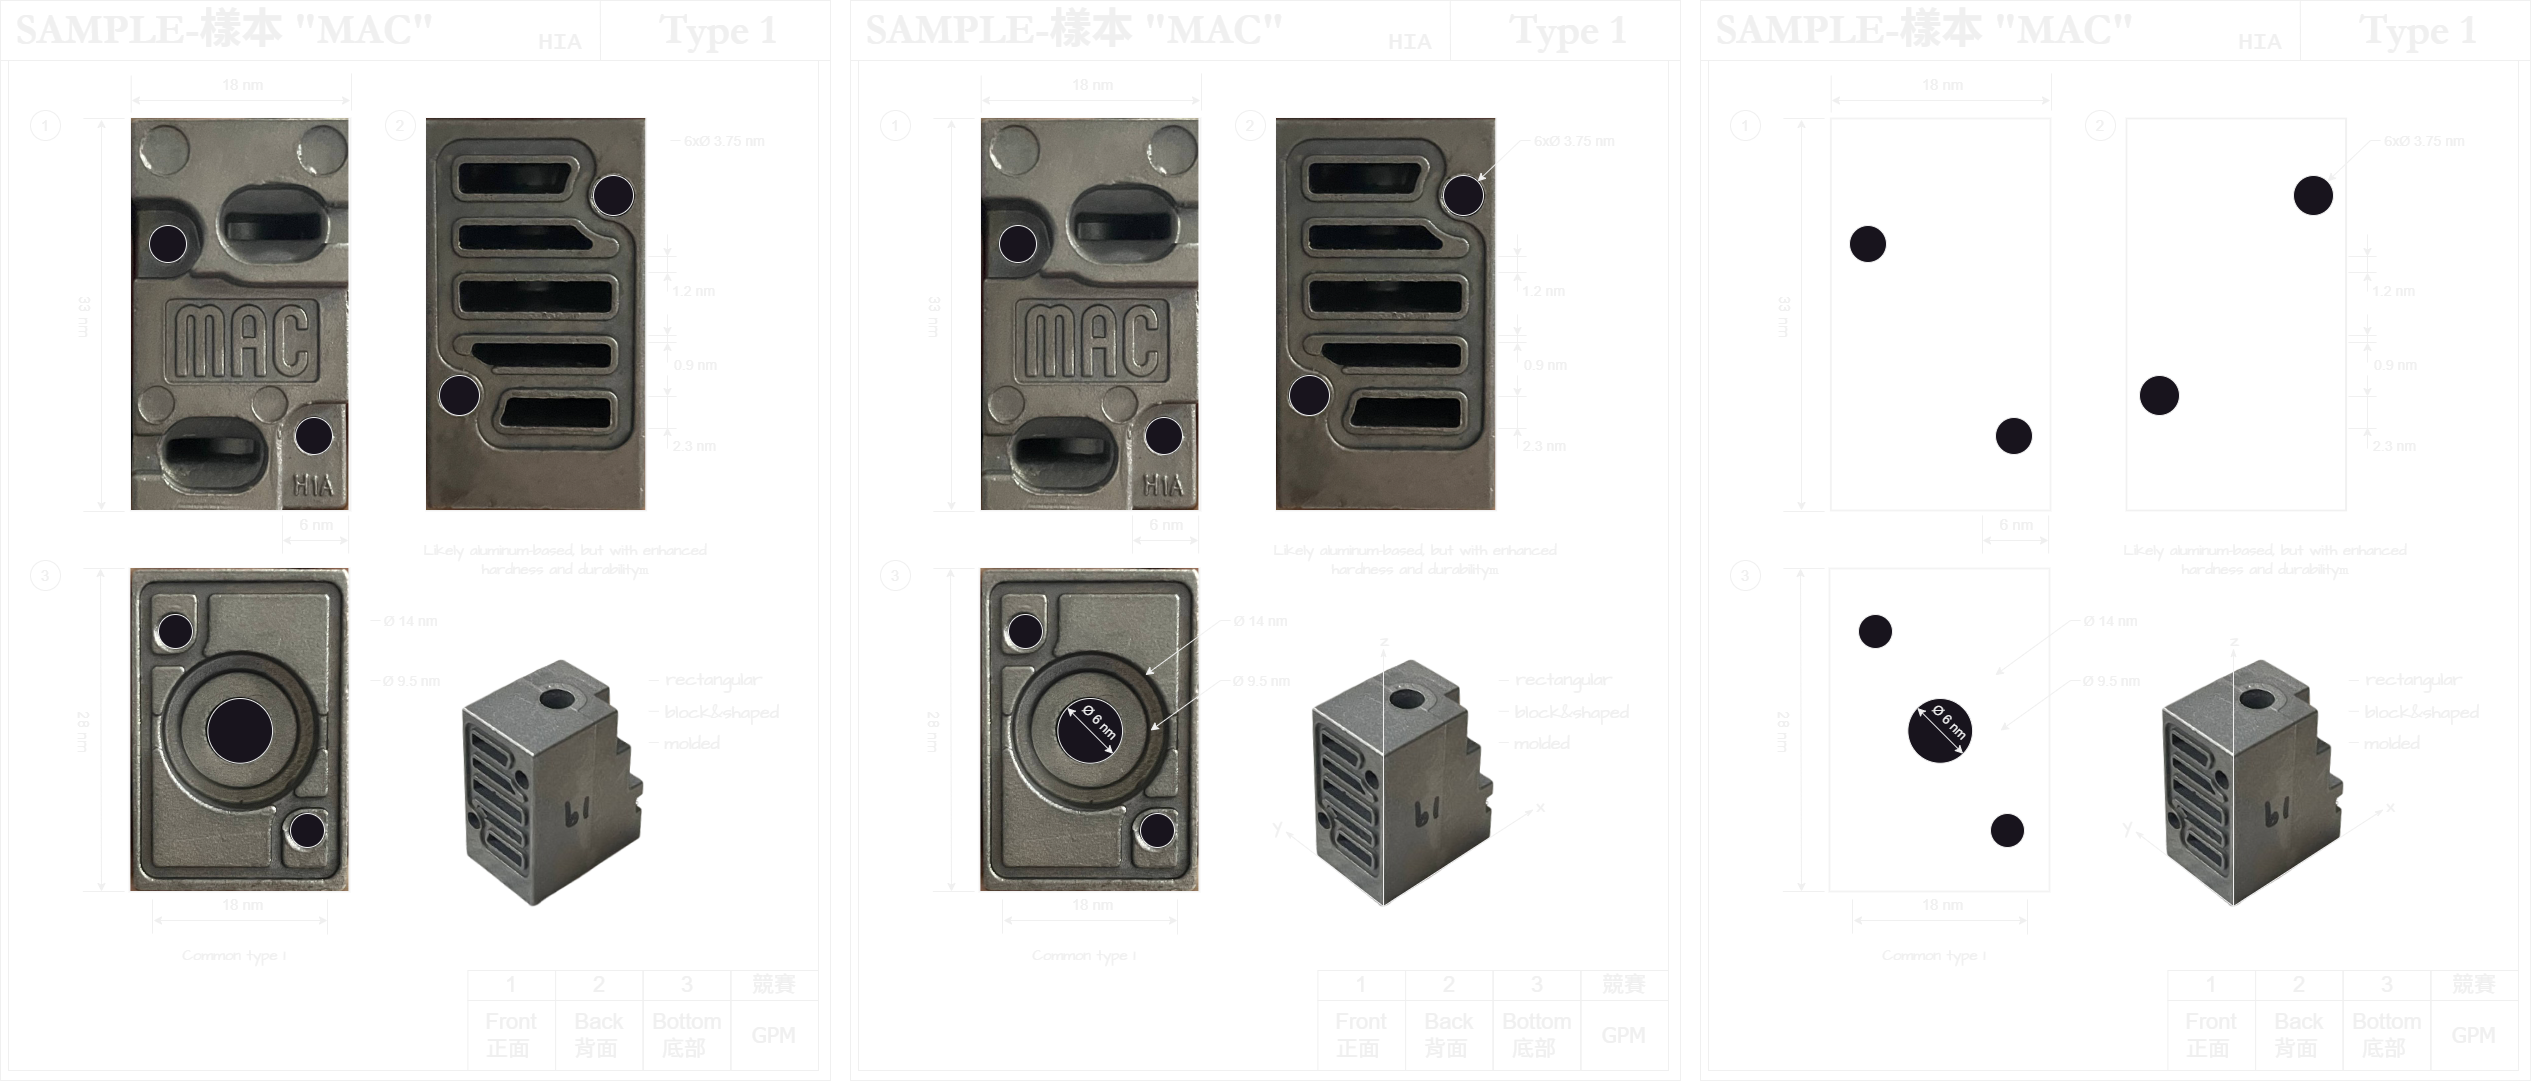 SAMPLE-樣本 "MAC"
HIA
Type 1
18 nm
1
2
6xØ 3.75 nm
33 nm
1.2 nm
MAC
0.9 nm
2.3 nm
H1A
6 nm
Likely aluminum-based, but with enhanced
hardness and durability
3
28 nm
Ø 14 nm
Ø 9.5 nm
rectangular
block&shaped
molded
bl
18 nm
Common type 1
1 2 3 競賽
Front Back Bottom GPM
正面 背面 底部
SAMPLE-樣本 "MAC"
HIA
Type 1
18 nm
1
2
6xØ 3.75 nm
33 nm
1.2 nm
MAC
0.9 nm
2.3 nm
H1A
6 nm
Likely aluminum-based, but with enhanced
hardness and durability
3
28 nm
Ø 14 nm
Ø 9.5 nm
Ø 6 nm
z
rectangular
block&shaped
molded
bl
y
x
18 nm
Common type 1
1 2 3 競賽
Front Back Bottom GPM
正面 背面 底部
SAMPLE-樣本 "MAC"
HIA
Type 1
18 nm
1
2
6xØ 3.75 nm
33 nm
1.2 nm
0.9 nm
2.3 nm
6 nm
Likely aluminum-based, but with enhanced
hardness and durability
3
28 nm
Ø 14 nm
Ø 9.5 nm
Ø 6 nm
z
rectangular
block&shaped
molded
bl
y
x
18 nm
Common type 1
1 2 3 競賽
Front Back Bottom GPM
正面 背面 底部